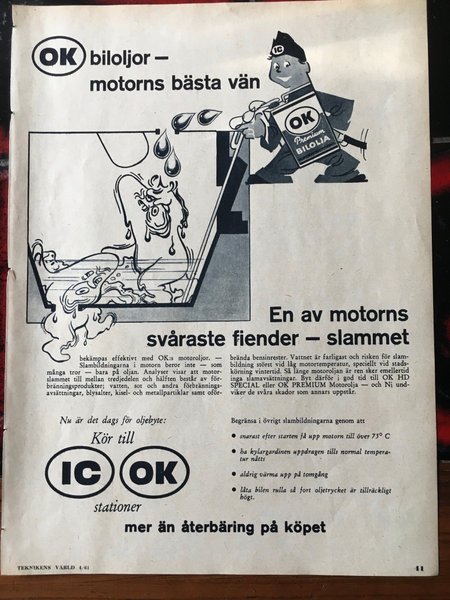 OK biloljor –
motorns bästa vän
IC
OK
Premium
BILOLJA
En av motorns
svåraste fiender – slammet
bekämpas effektivt med OK:s motoroljor. —
Slambildningarna i motorn beror inte — som
många tror — bara på oljan. Analyser visar att motor-
slammet till mellan tredjedelen och hälften består av för-
bränningsprodukter: vatten, sot och andra förbrännings-
avsättningar, blysalter, kisel- och metallpartiklar samt oför-
brända bensinrester. Vattnet är farligast och risken för slam-
bildning störst vid låg motortemperatur, speciellt vid stads-
körning vintertid. Så länge motoroljan är ren sker emellertid
inga slamavsättningar. Byt därför i god tid till OK HD
SPECIAL eller OK PREMIUM Motorolja — och Ni und-
viker de svåra skador som annars uppstår.
Nu är det dags för oljebyte:
Kör till
IC OK
stationer
Begränsa i övrigt slambildningarna genom att
● snarast efter starten få upp motorn till över 75° C
● ha kylargardinen uppdragen tills normal tempera-
tur nåtts
● aldrig värma upp på tomgång
● låta bilen rulla så fort oljetrycket är tillräckligt
högt.
mer än återbäring på köpet
TEKNIKENS VÄRLD 4/61
41